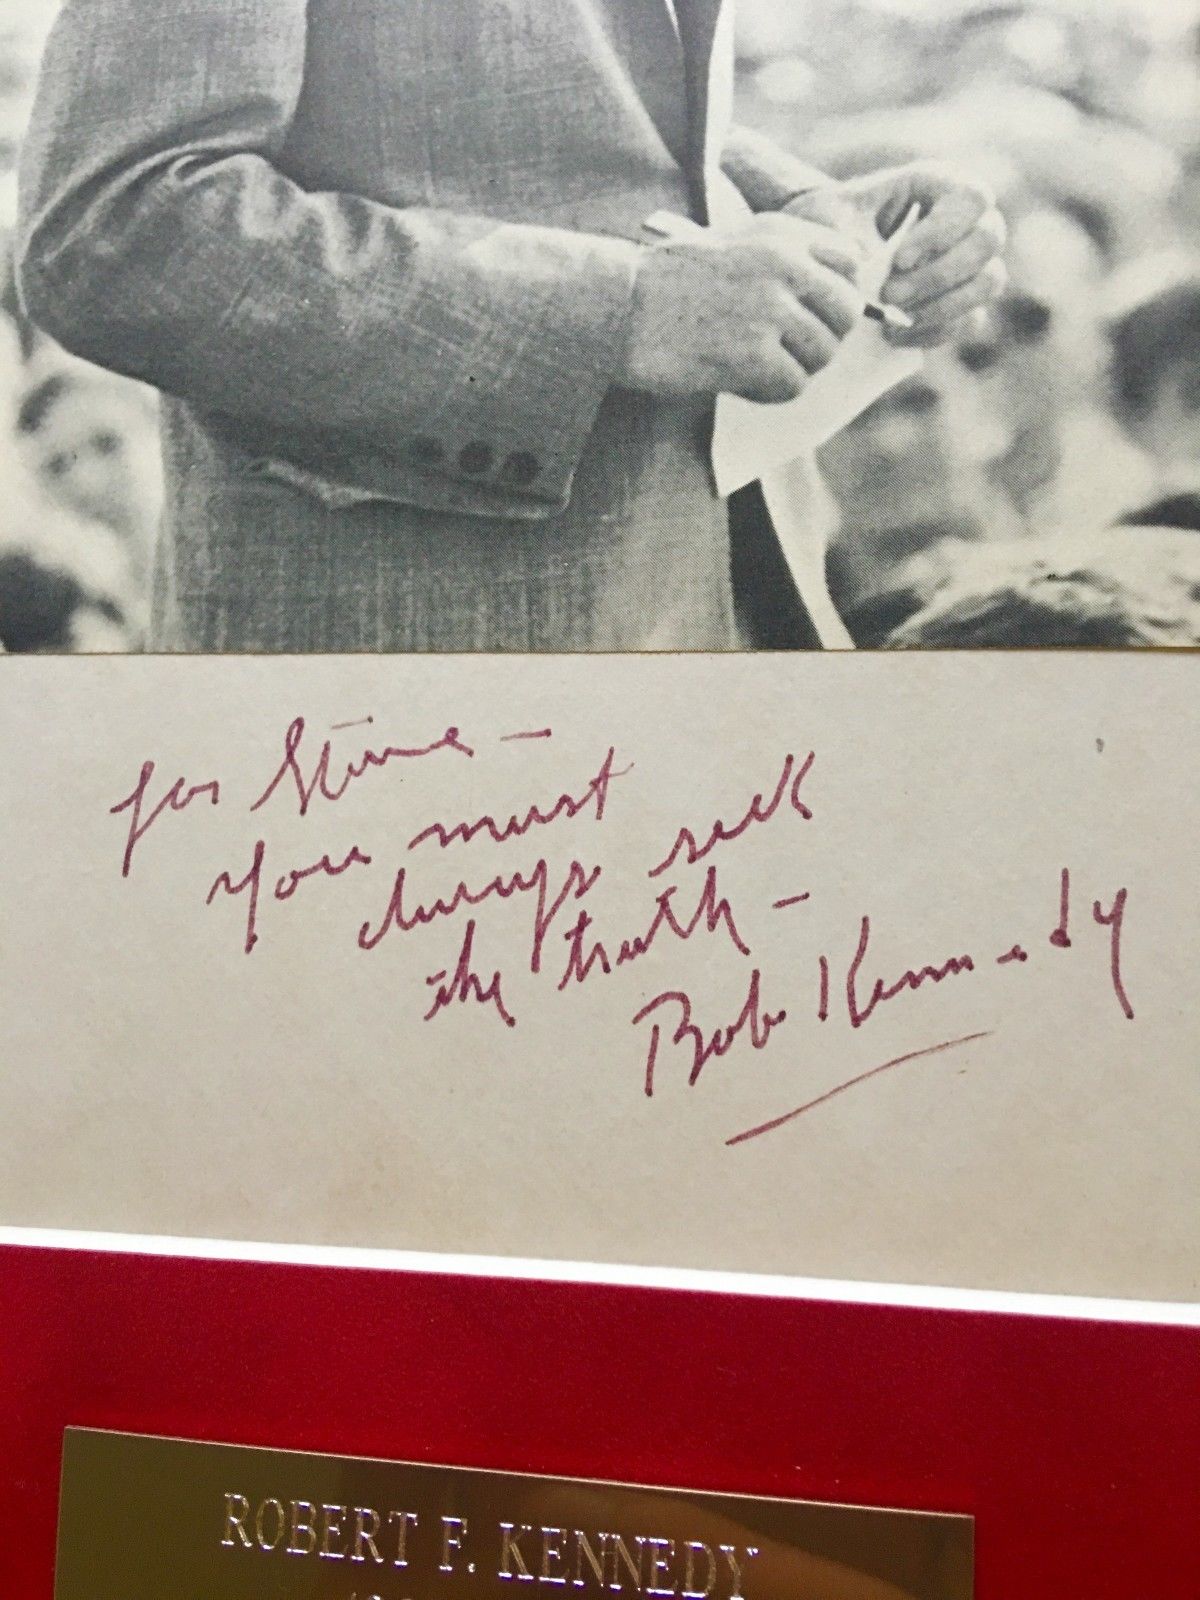 for Steve –
You must
always seek
the truth –
Bob Kennedy
ROBERT F. KENNEDY